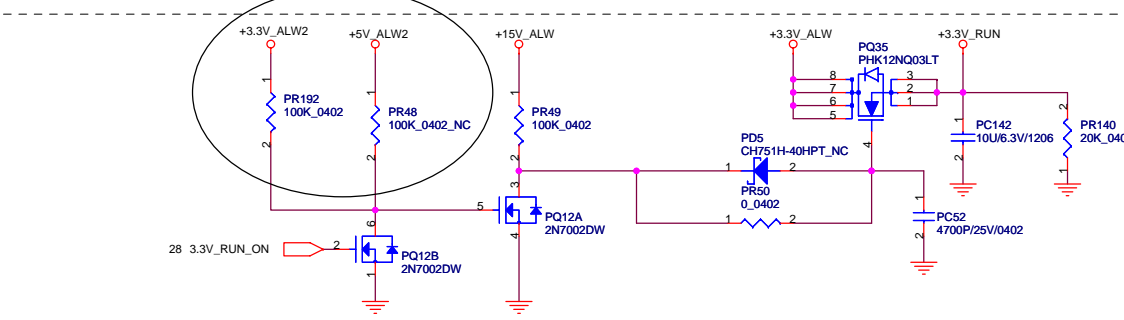 +3.3V_ALW2
+5V_ALW2
+15V_ALW
+3.3V_ALW
+3.3V_RUN
PQ35
PHK12NQ03LT
8
7
6
5
3
2
1
4
1
PR192
100K_0402
2
1
PR48
100K_0402_NC
2
1
PR49
100K_0402
2
PD5
CH751H-40HPT_NC
1
2
PR50
0_0402
1
2
1
PC142
10U/6.3V/1206
2
2
PR140
20K_040
1
3
5
PQ12A
2N7002DW
4
1
PC52
4700P/25V/0402
2
28 3.3V_RUN_ON
6
2
PQ12B
2N7002DW
1